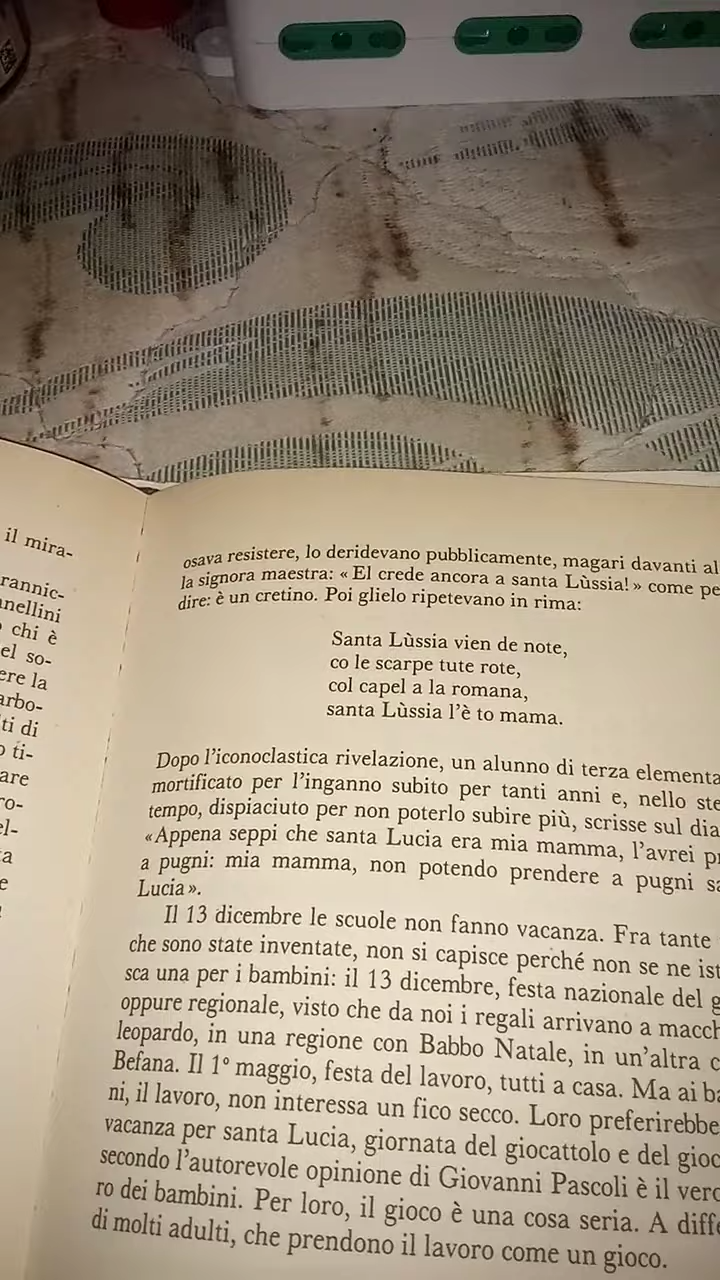 il mira-
rannic-
nellini
chi è
el so-
ere la
arbo-
ti di
ti-
are
ro-
el-
ta
e
osava resistere, lo deridevano pubblicamente, magari davanti al
la signora maestra: « El crede ancora a santa Lùssia! » come pe
dire: è un cretino. Poi glielo ripetevano in rima:
Santa Lùssia vien de note,
co le scarpe tute rote,
col capel a la romana,
santa Lùssia l'è to mama.
Dopo l'iconoclastica rivelazione, un alunno di terza elementa
mortificato per l'inganno subito per tanti anni e, nello ste
tempo, dispiaciuto per non poterlo subire più, scrisse sul dia
«Appena seppi che santa Lucia era mia mamma, l'avrei p
a pugni: mia mamma, non potendo prendere a pugni sa
Lucia».
Il 13 dicembre le scuole non fanno vacanza. Fra tante
che sono state inventate, non si capisce perché non se ne ist
sca una per i bambini: il 13 dicembre, festa nazionale del g
oppure regionale, visto che da noi i regali arrivano a macch
leopardo, in una regione con Babbo Natale, in un'altra c
Befana. Il 1° maggio, festa del lavoro, tutti a casa. Ma ai ba
ni, il lavoro, non interessa un fico secco. Loro preferirebbe
vacanza per santa Lucia, giornata del giocattolo e del gioc
secondo l'autorevole opinione di Giovanni Pascoli è il vero
ro dei bambini. Per loro, il gioco è una cosa seria. A diffe
di molti adulti, che prendono il lavoro come un gioco.